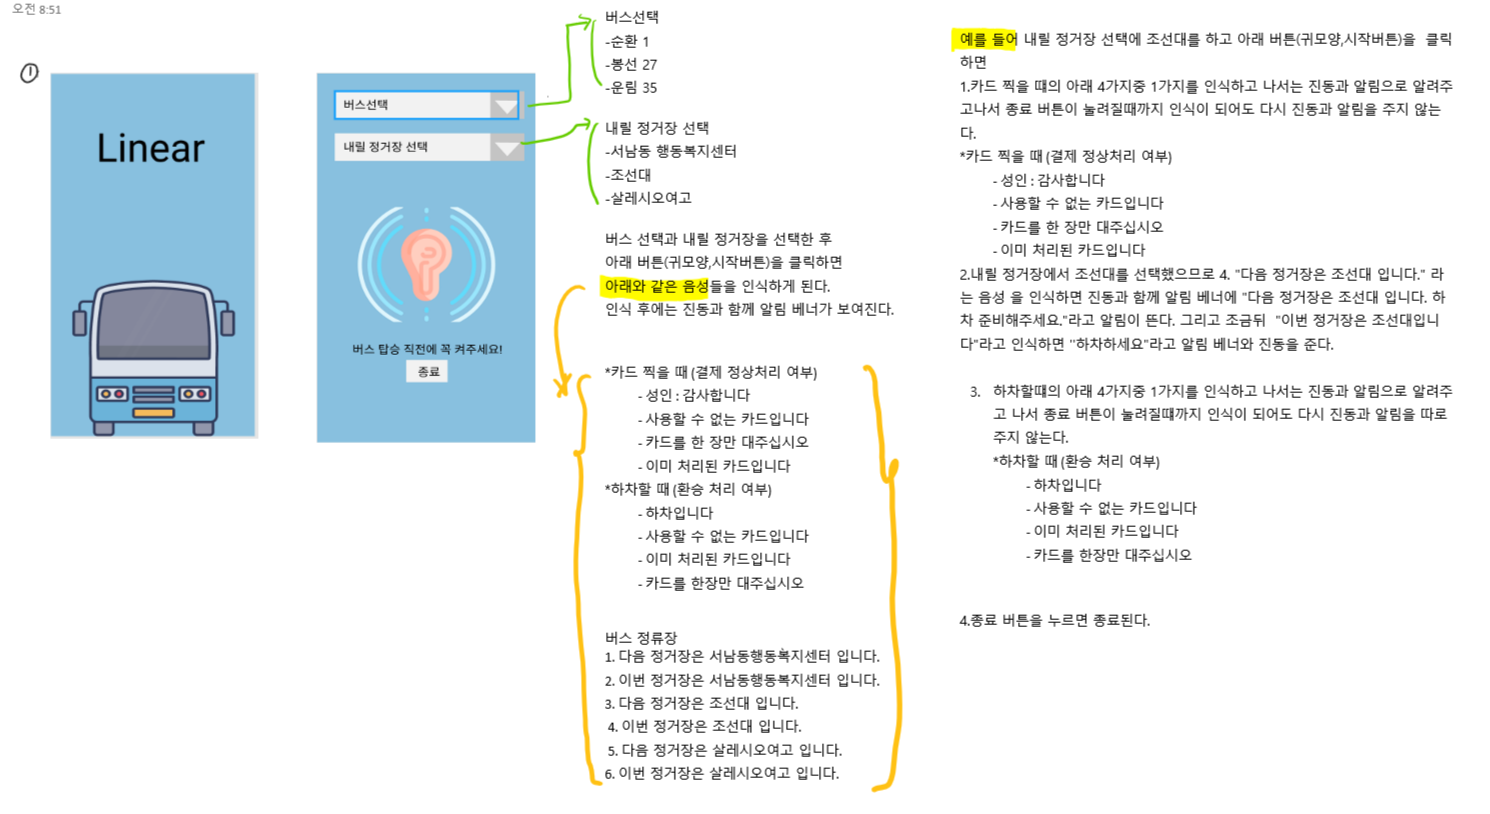 오전 8:51
Linear
버스선택
내릴 정거장 선택
버스 탑승 직전에 꼭 켜주세요!
종료
버스선택
-순환 1
-봉선 27
-운림 35
내릴 정거장 선택
-서남동 행동복지센터
-조선대
-살레시오여고
버스 선택과 내릴 정거장을 선택한 후
아래 버튼(귀모양,시작버튼)을 클릭하면
아래와 같은 음성들을 인식하게 된다.
인식 후에는 진동과 함께 알림 베너가 보여진다.
*카드 찍을 때(결제 정상처리 여부)
- 성인 : 감사합니다
- 사용할 수 없는 카드입니다
- 카드를 한 장만 대주십시오
- 이미 처리된 카드입니다
*하차할 때(환승 처리 여부)
- 하차입니다
- 사용할 수 없는 카드입니다
- 이미 처리된 카드입니다
- 카드를 한장만 대주십시오
버스 정류장
1. 다음 정거장은 서남동행동복지센터 입니다.
2. 이번 정거장은 서남동행동복지센터 입니다.
3. 다음 정거장은 조선대 입니다.
4. 이번 정거장은 조선대 입니다.
5. 다음 정거장은 살레시오여고 입니다.
6. 이번 정거장은 살레시오여고 입니다.
예를 들어 내릴 정거장 선택에 조선대를 하고 아래 버튼(귀모양,시작버튼)을 클릭
하면
1.카드 찍을 떄의 아래 4가지중 1가지를 인식하고 나서는 진동과 알림으로 알려주
고나서 종료 버튼이 눌려질때까지 인식이 되어도 다시 진동과 알림을 주지 않는
다.
*카드 찍을 때(결제 정상처리 여부)
- 성인 : 감사합니다
- 사용할 수 없는 카드입니다
- 카드를 한 장만 대주십시오
- 이미 처리된 카드입니다
2.내릴 정거장에서 조선대를 선택했으므로 4. "다음 정거장은 조선대 입니다." 라
는 음성 을 인식하면 진동과 함께 알림 베너에 "다음 정거장은 조선대 입니다. 하
차 준비해주세요."라고 알림이 뜬다. 그리고 조금뒤 "이번 정거장은 조선대입니
다"라고 인식하면 "하차하세요"라고 알림 베너와 진동을 준다.
3. 하차할떄의 아래 4가지중 1가지를 인식하고 나서는 진동과 알림으로 알려주
고 나서 종료 버튼이 눌려질떄까지 인식이 되어도 다시 진동과 알림을 따로
주지 않는다.
*하차할 때(환승 처리 여부)
- 하차입니다
- 사용할 수 없는 카드입니다
- 이미 처리된 카드입니다
- 카드를 한장만 대주십시오
4.종료 버튼을 누르면 종료된다.